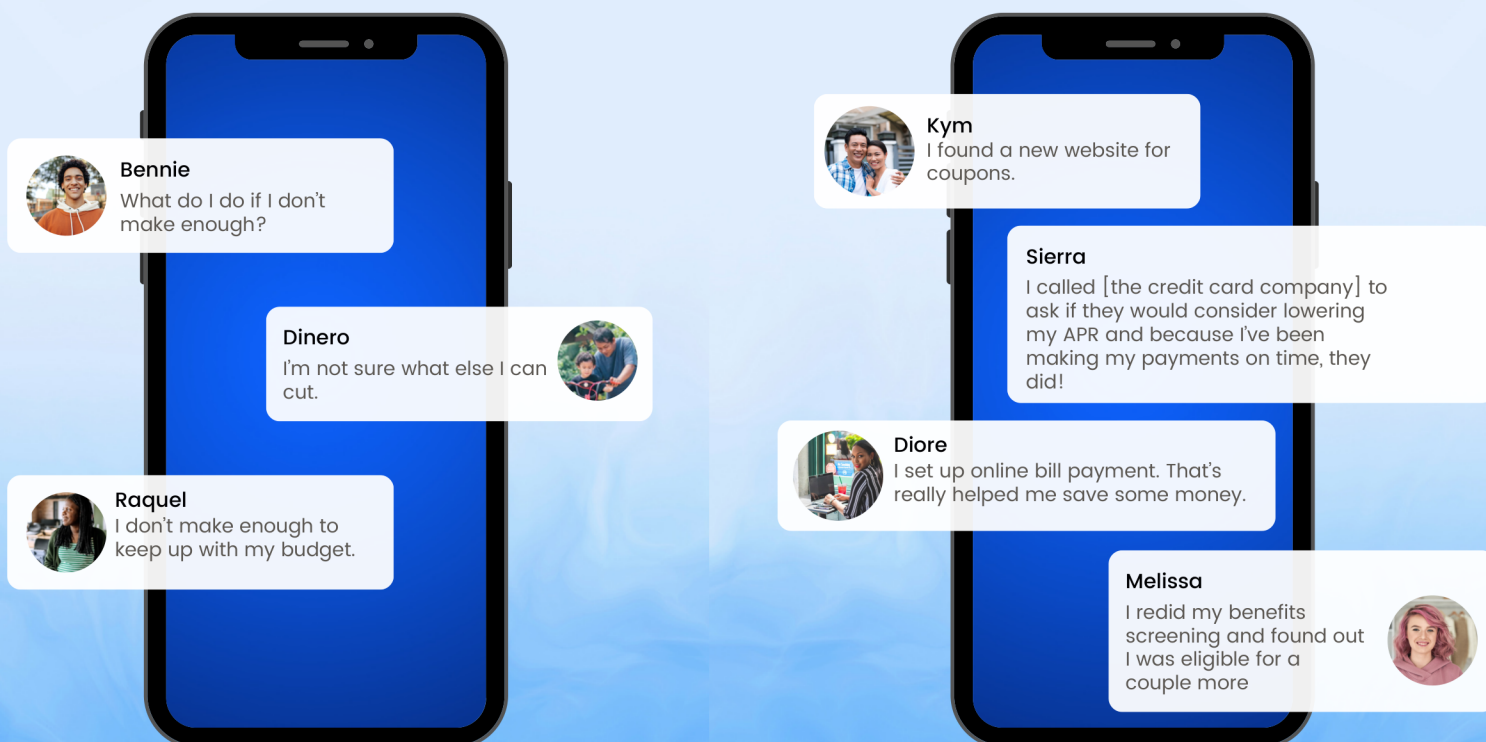 Bennie
What do I do if I don't
make enough?
Dinero
I'm not sure what else I can
cut.
Raquel
I don't make enough to
keep up with my budget.
Kym
I found a new website for
coupons.
Sierra
I called [the credit card company] to
ask if they would consider lowering
my APR and because I've been
making my payments on time, they
did!
Diore
I set up online bill payment. That's
really helped me save some money.
Melissa
I redid my benefits
screening and found out
I was eligible for a
couple more